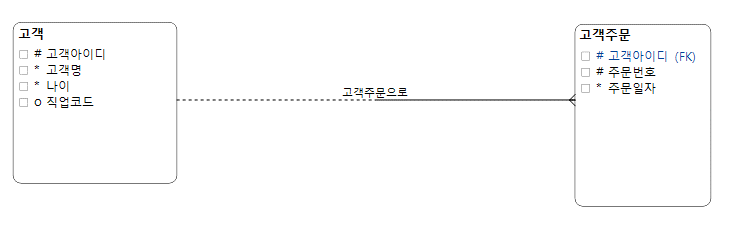 고객
# 고객아이디
* 고객명
* 나이
o 직업코드
고객주문으로
고객주문
# 고객아이디 (FK)
# 주문번호
* 주문일자